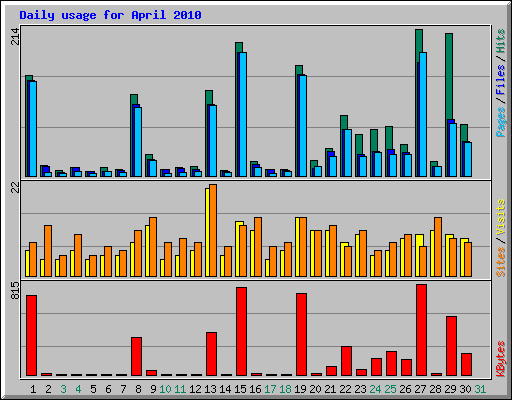 Daily usage for April 2010
214
Pages / Files / Hits
22
Sites / Visits
815
KBytes
1 2 3 4 5 6 7 8 9 10 11 12 13 14 15 16 17 18 19 20 21 22 23 24 25 26 27 28 29 30 31